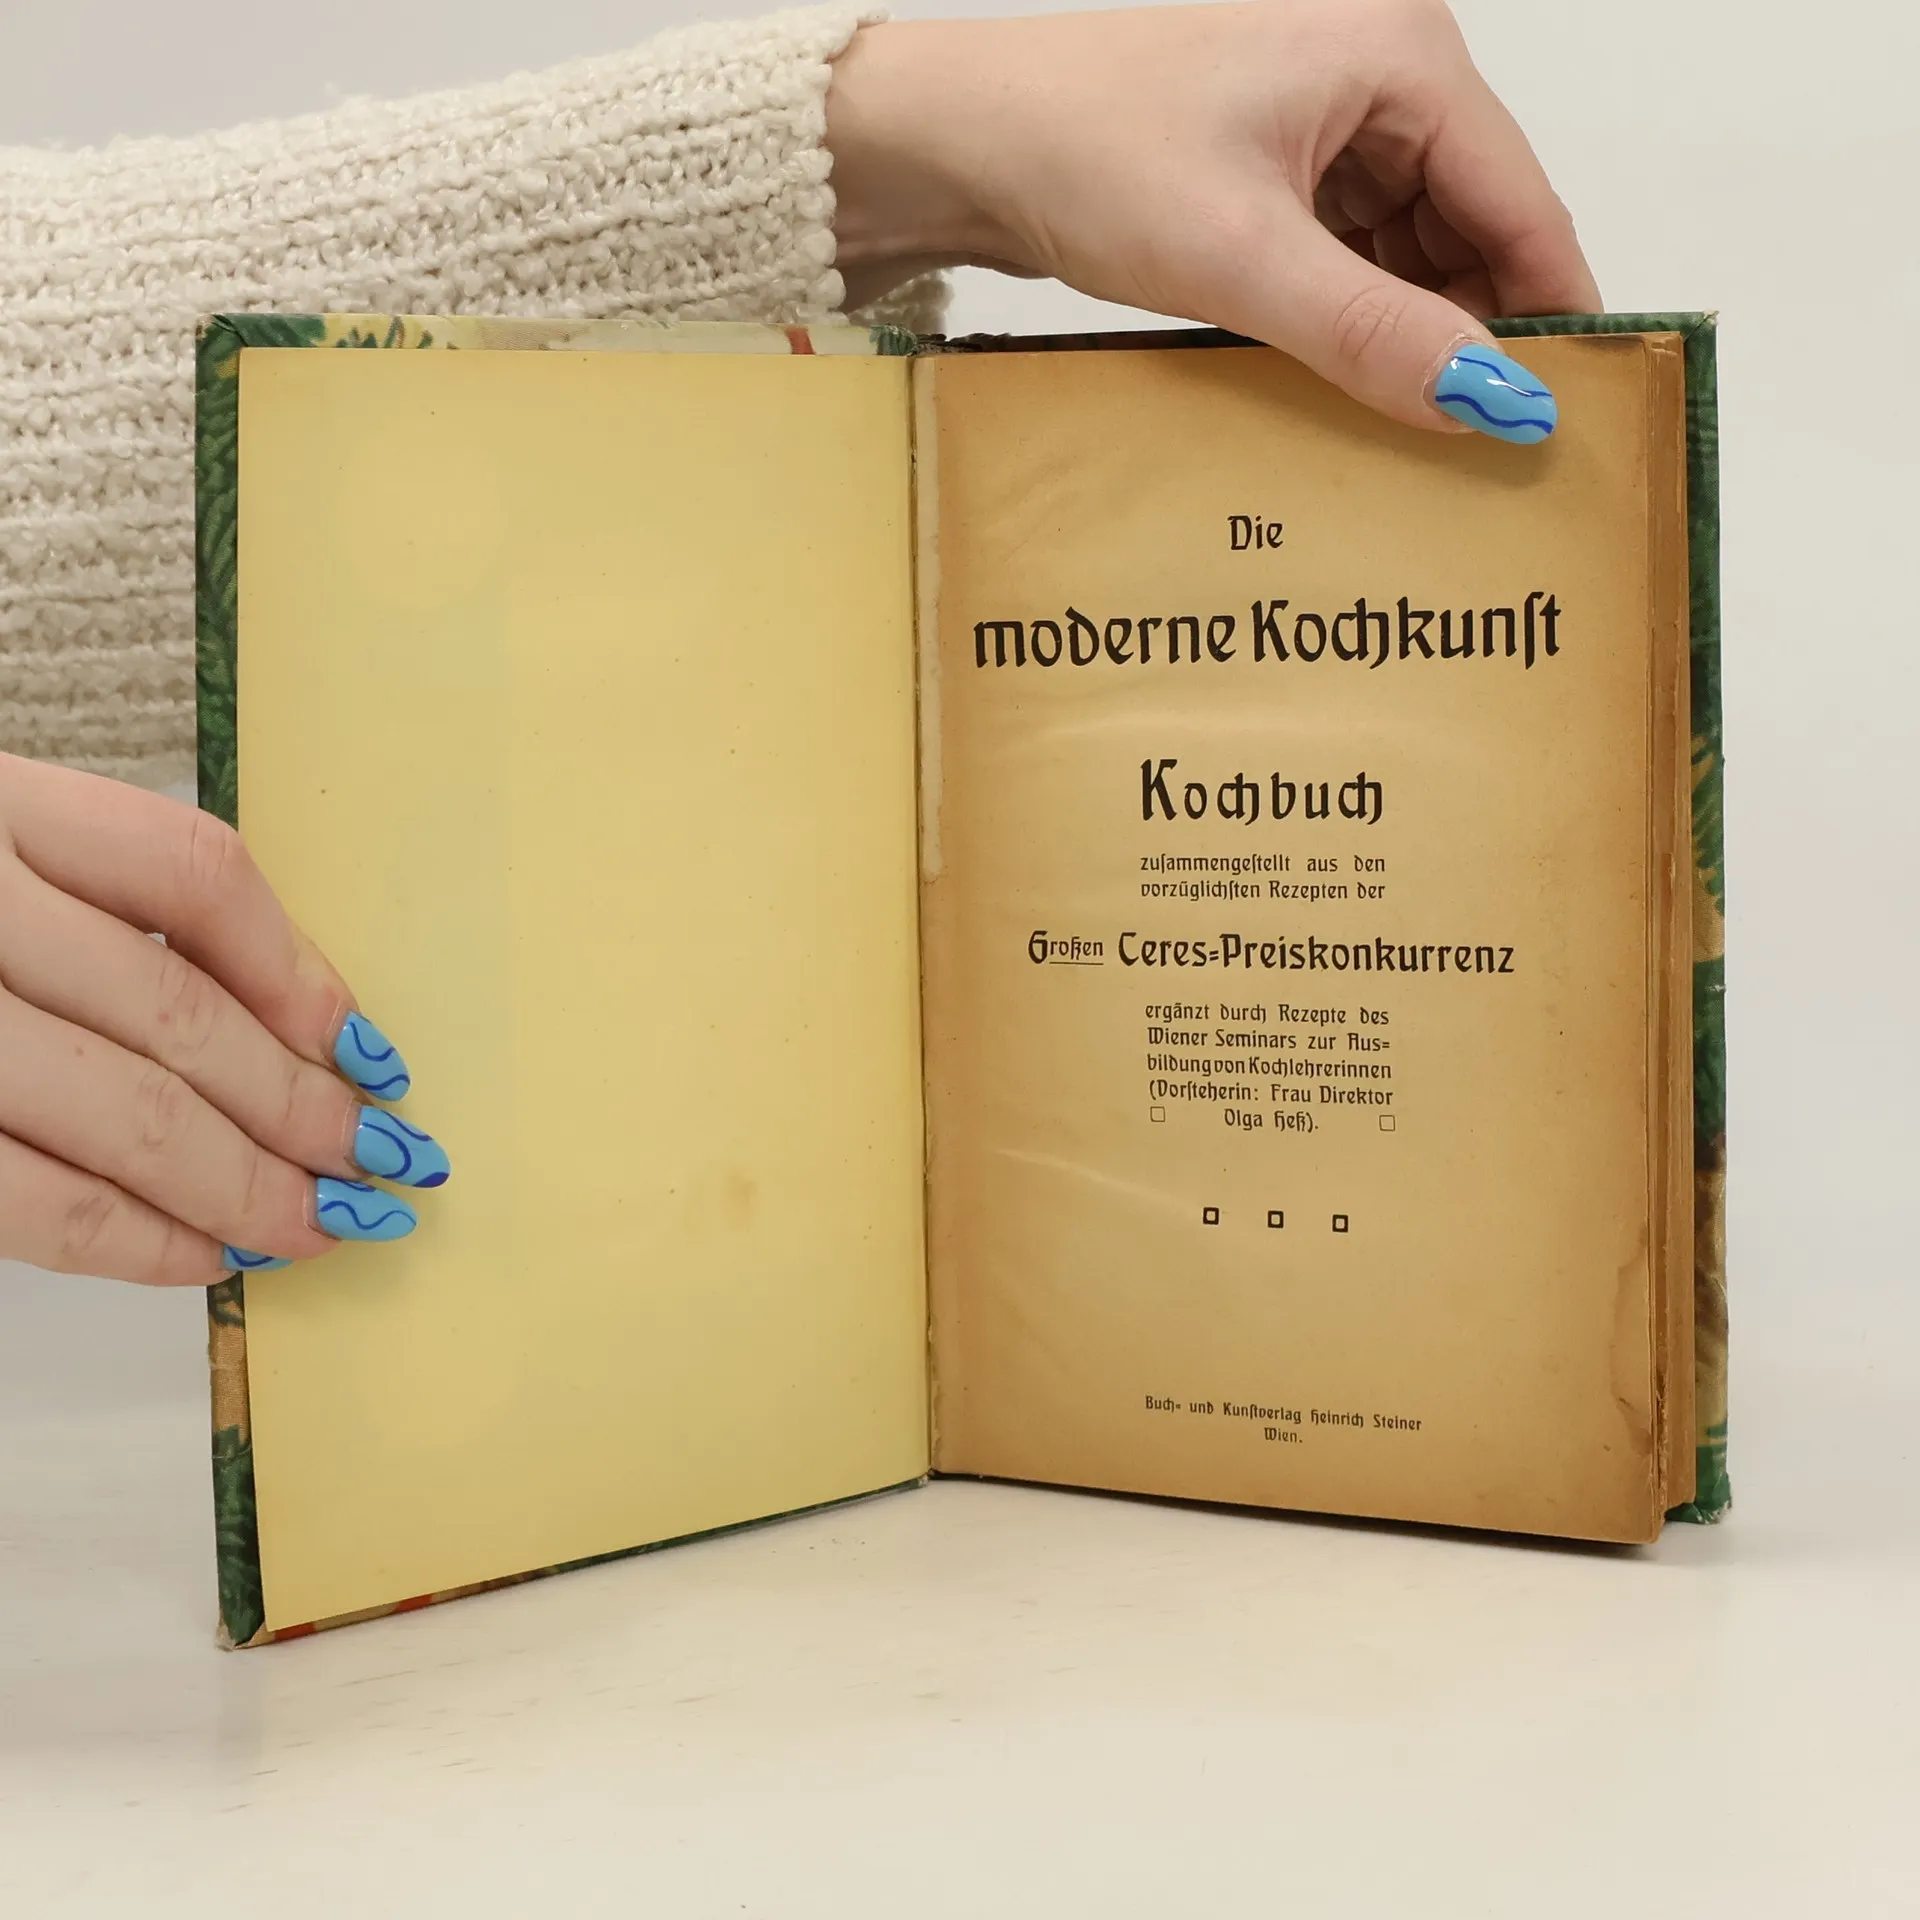 Die
moderne Kochkunſt
Kochbuch
zuſammengeſtellt aus den
vorzüglichſten Rezepten der
Großen Ceres=Preiskonkurrenz
ergänzt durch Rezepte des
Wiener Seminars zur Aus=
bildung von Kochlehrerinnen
(Vorſteherin: Frau Direktor
Olga Heß).
Buch= und Kunſtverlag Heinrich Steiner
Wien.